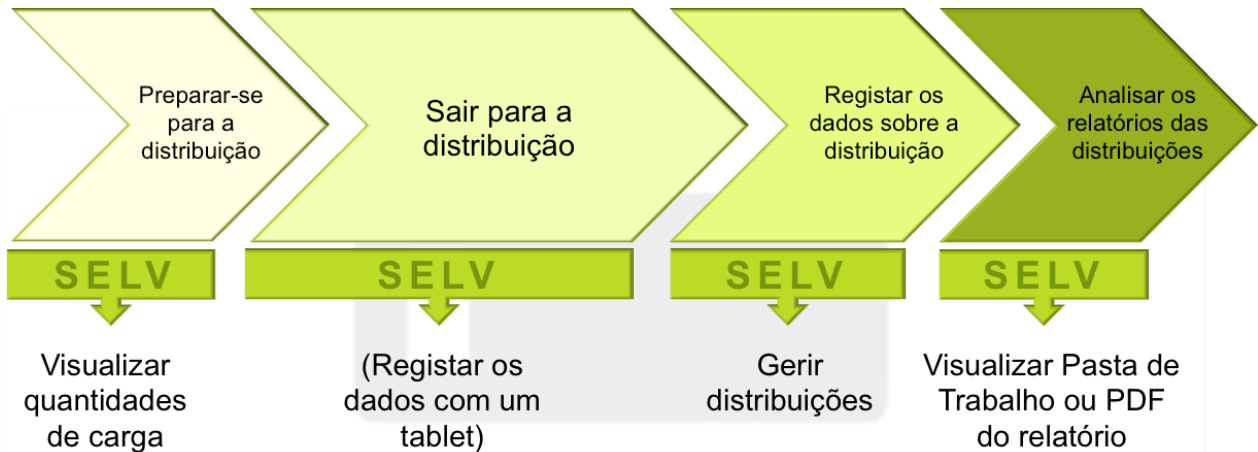 Preparar-se
para a
distribuição
Sair para a
distribuição
Registar os
dados sobre a
distribuição
Analisar os
relatórios das
distribuições
SELV
SELV
SELV
SELV
Visualizar
quantidades
de carga
(Registar os
dados com um
tablet)
Gerir
distribuições
Visualizar Pasta de
Trabalho ou PDF
do relatório